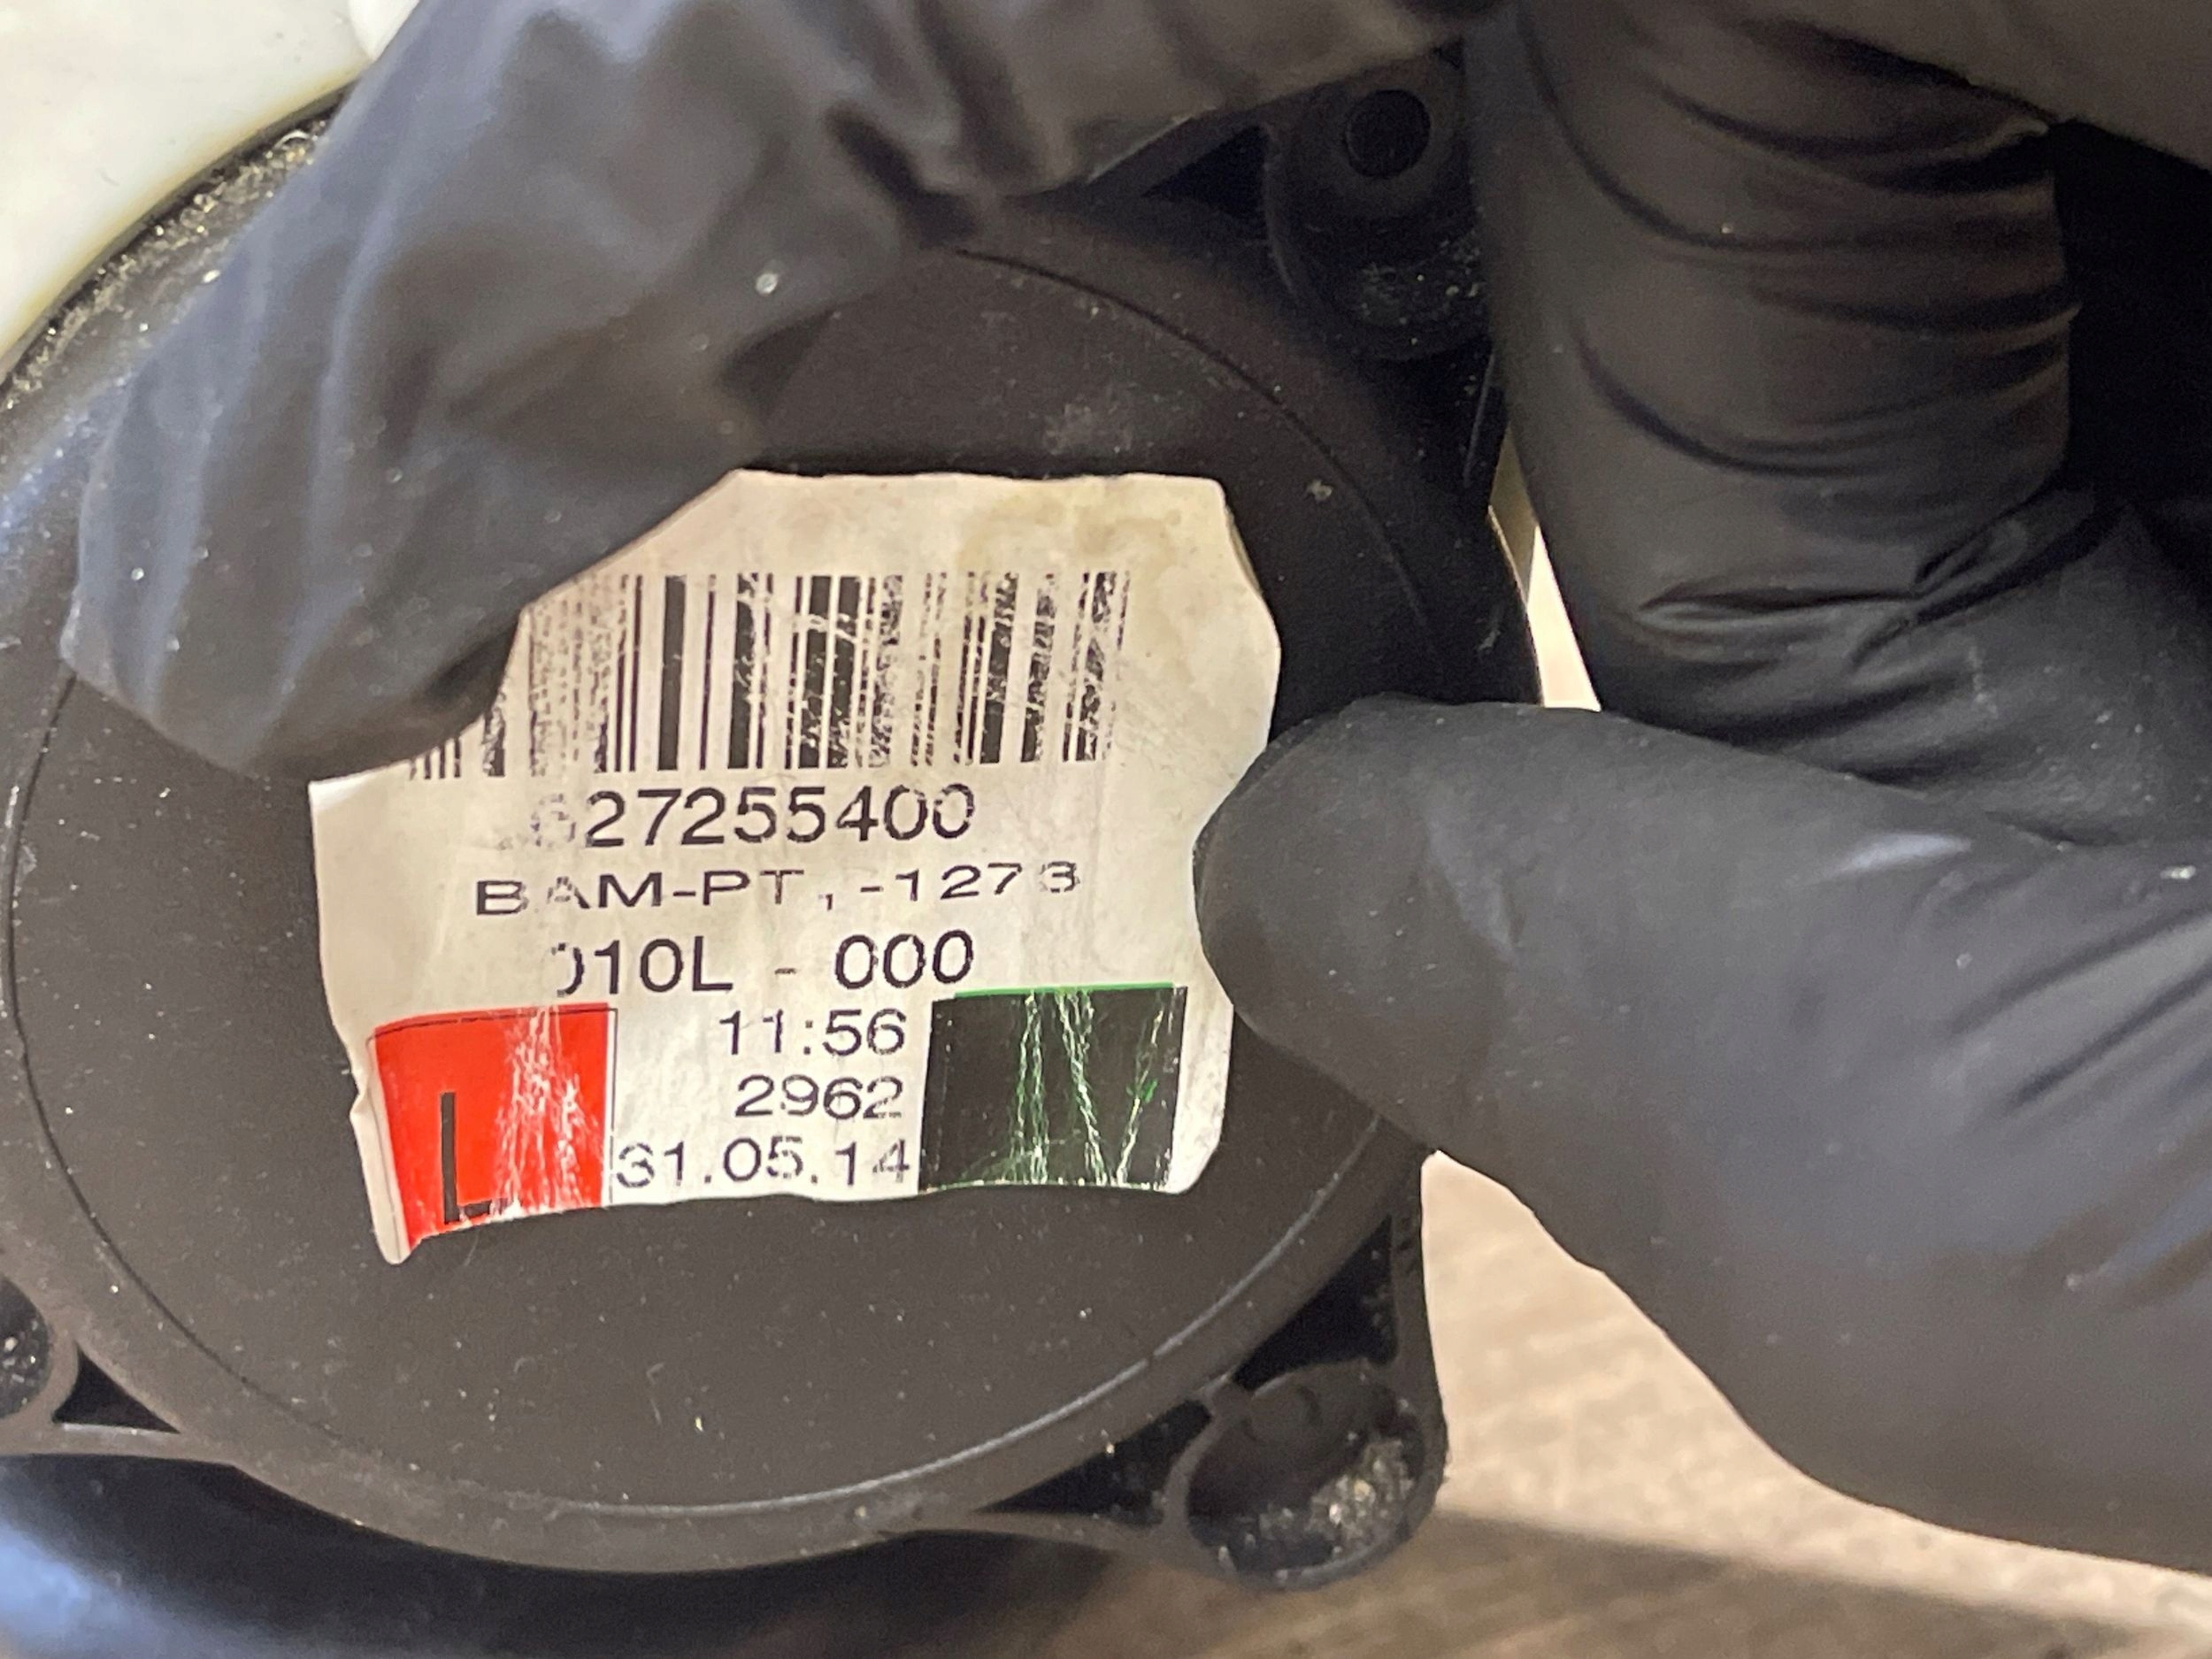 627255400
BAM-PT, -1273
010L - 000
11:56
2962
31.05.14
L